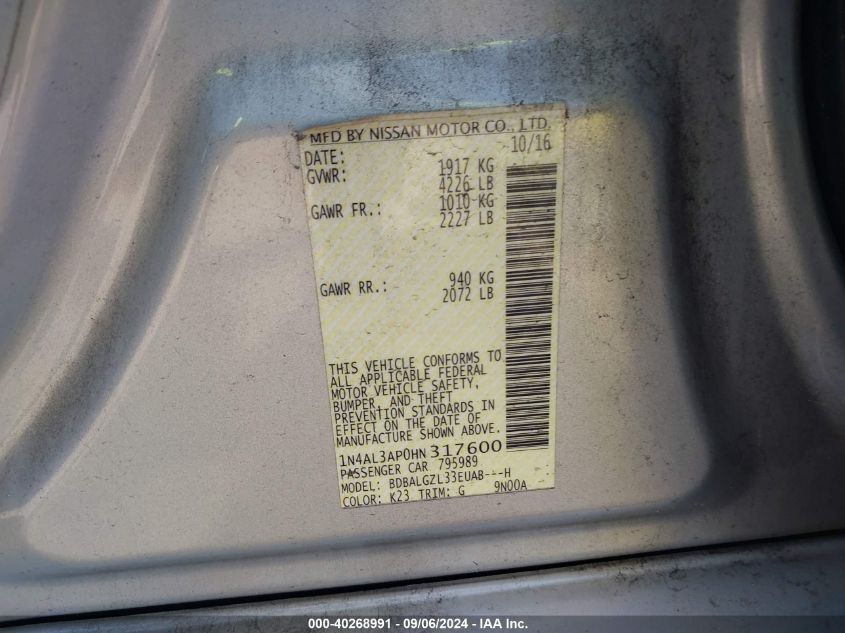 MFD BY NISSAN MOTOR CO., LTD.
DATE: 10/16
GVWR: 1917 KG
4226 LB
GAWR FR.: 1010 KG
2227 LB
GAWR RR.: 940 KG
2072 LB
THIS VEHICLE CONFORMS TO
ALL APPLICABLE FEDERAL
MOTOR VEHICLE SAFETY,
BUMPER, AND THEFT
PREVENTION STANDARDS IN
EFFECT ON THE DATE OF
MANUFACTURE SHOWN ABOVE.
1N4AL3AP0HN 317600
PASSENGER CAR 795989
MODEL: BDBALGZL33EUAB---H
COLOR: K23 TRIM: G 9N00A
000-40268991 - 09/06/2024 - IAA Inc.